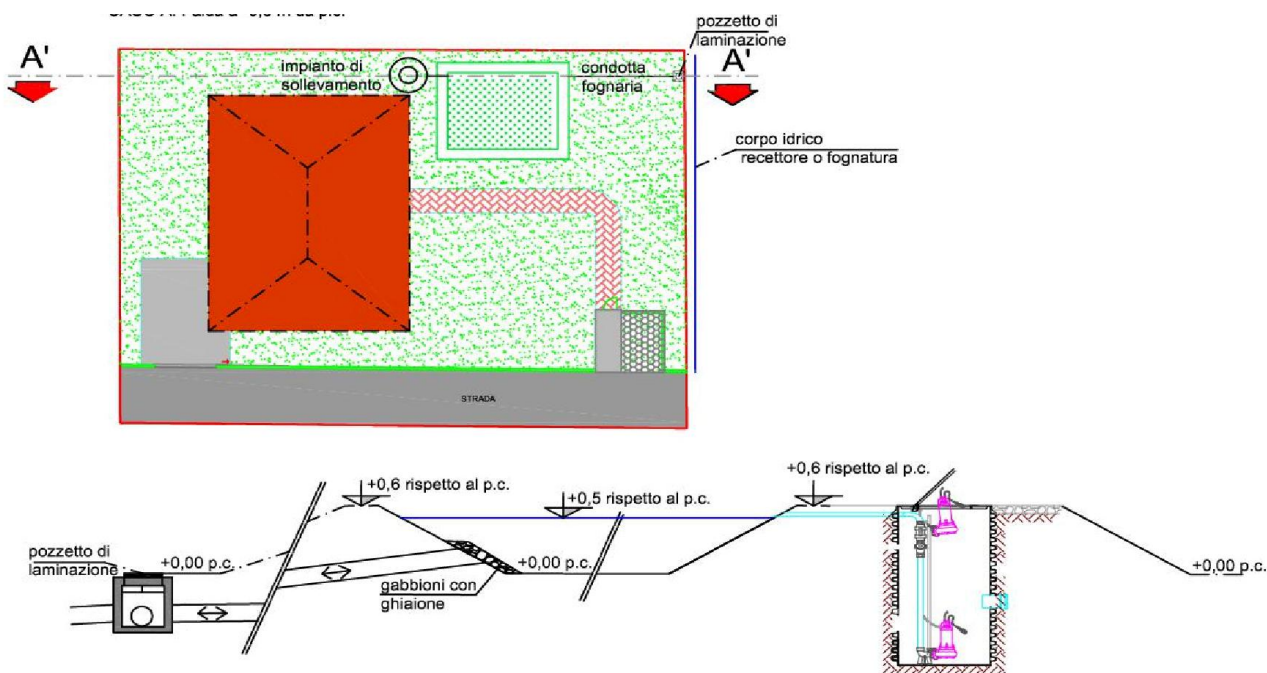 pozzetto di
laminazione
A'
A'
impianto di
sollevamento
condotta
fognaria
corpo idrico
recettore o fognatura
STRADA
+0,6 rispetto al p.c.
+0,5 rispetto al p.c.
+0,6 rispetto al p.c.
pozzetto di
laminazione
+0,00 p.c.
+0,00 p.c.
gabbioni con
ghiaione
+0,00 p.c.